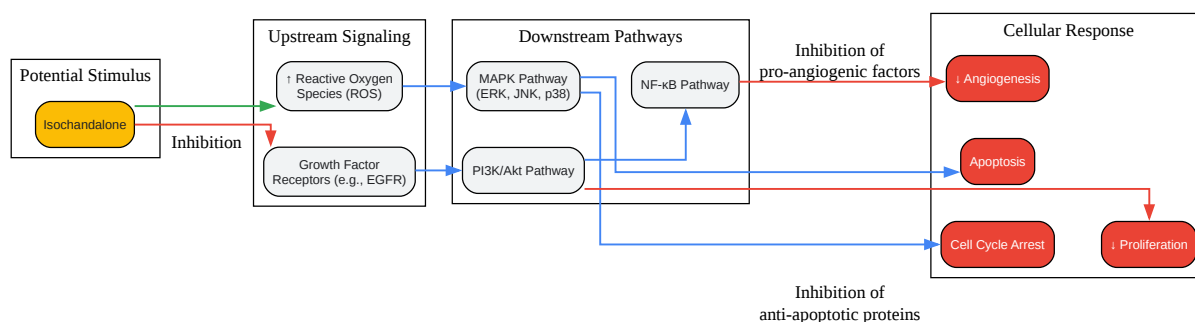 Potential Stimulus
Isochandalone
Inhibition
Upstream Signaling
↑ Reactive Oxygen
Species (ROS)
Growth Factor
Receptors (e.g., EGFR)
Downstream Pathways
MAPK Pathway
(ERK, JNK, p38)
NF-κB Pathway
PI3K/Akt Pathway
Inhibition of
pro-angiogenic factors
Cellular Response
↓ Angiogenesis
Apoptosis
Cell Cycle Arrest
↓ Proliferation
Inhibition of
anti-apoptotic proteins